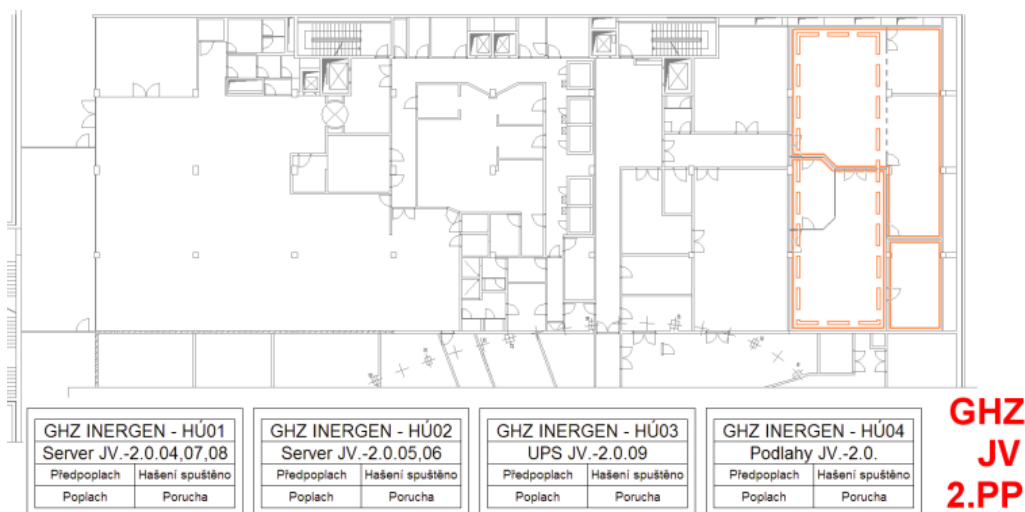 GHZ INERGEN - HÚ01
Server JV.-2.0.04,07,08
Předpoplach Hašení spuštěno
Poplach Porucha
GHZ INERGEN - HÚ02
Server JV.-2.0.05,06
Předpoplach Hašení spuštěno
Poplach Porucha
GHZ INERGEN - HÚ03
UPS JV.-2.0.09
Předpoplach Hašení spuštěno
Poplach Porucha
GHZ INERGEN - HÚ04
Podlahy JV.-2.0.
Předpoplach Hašení spuštěno
Poplach Porucha
GHZ
JV
2.PP